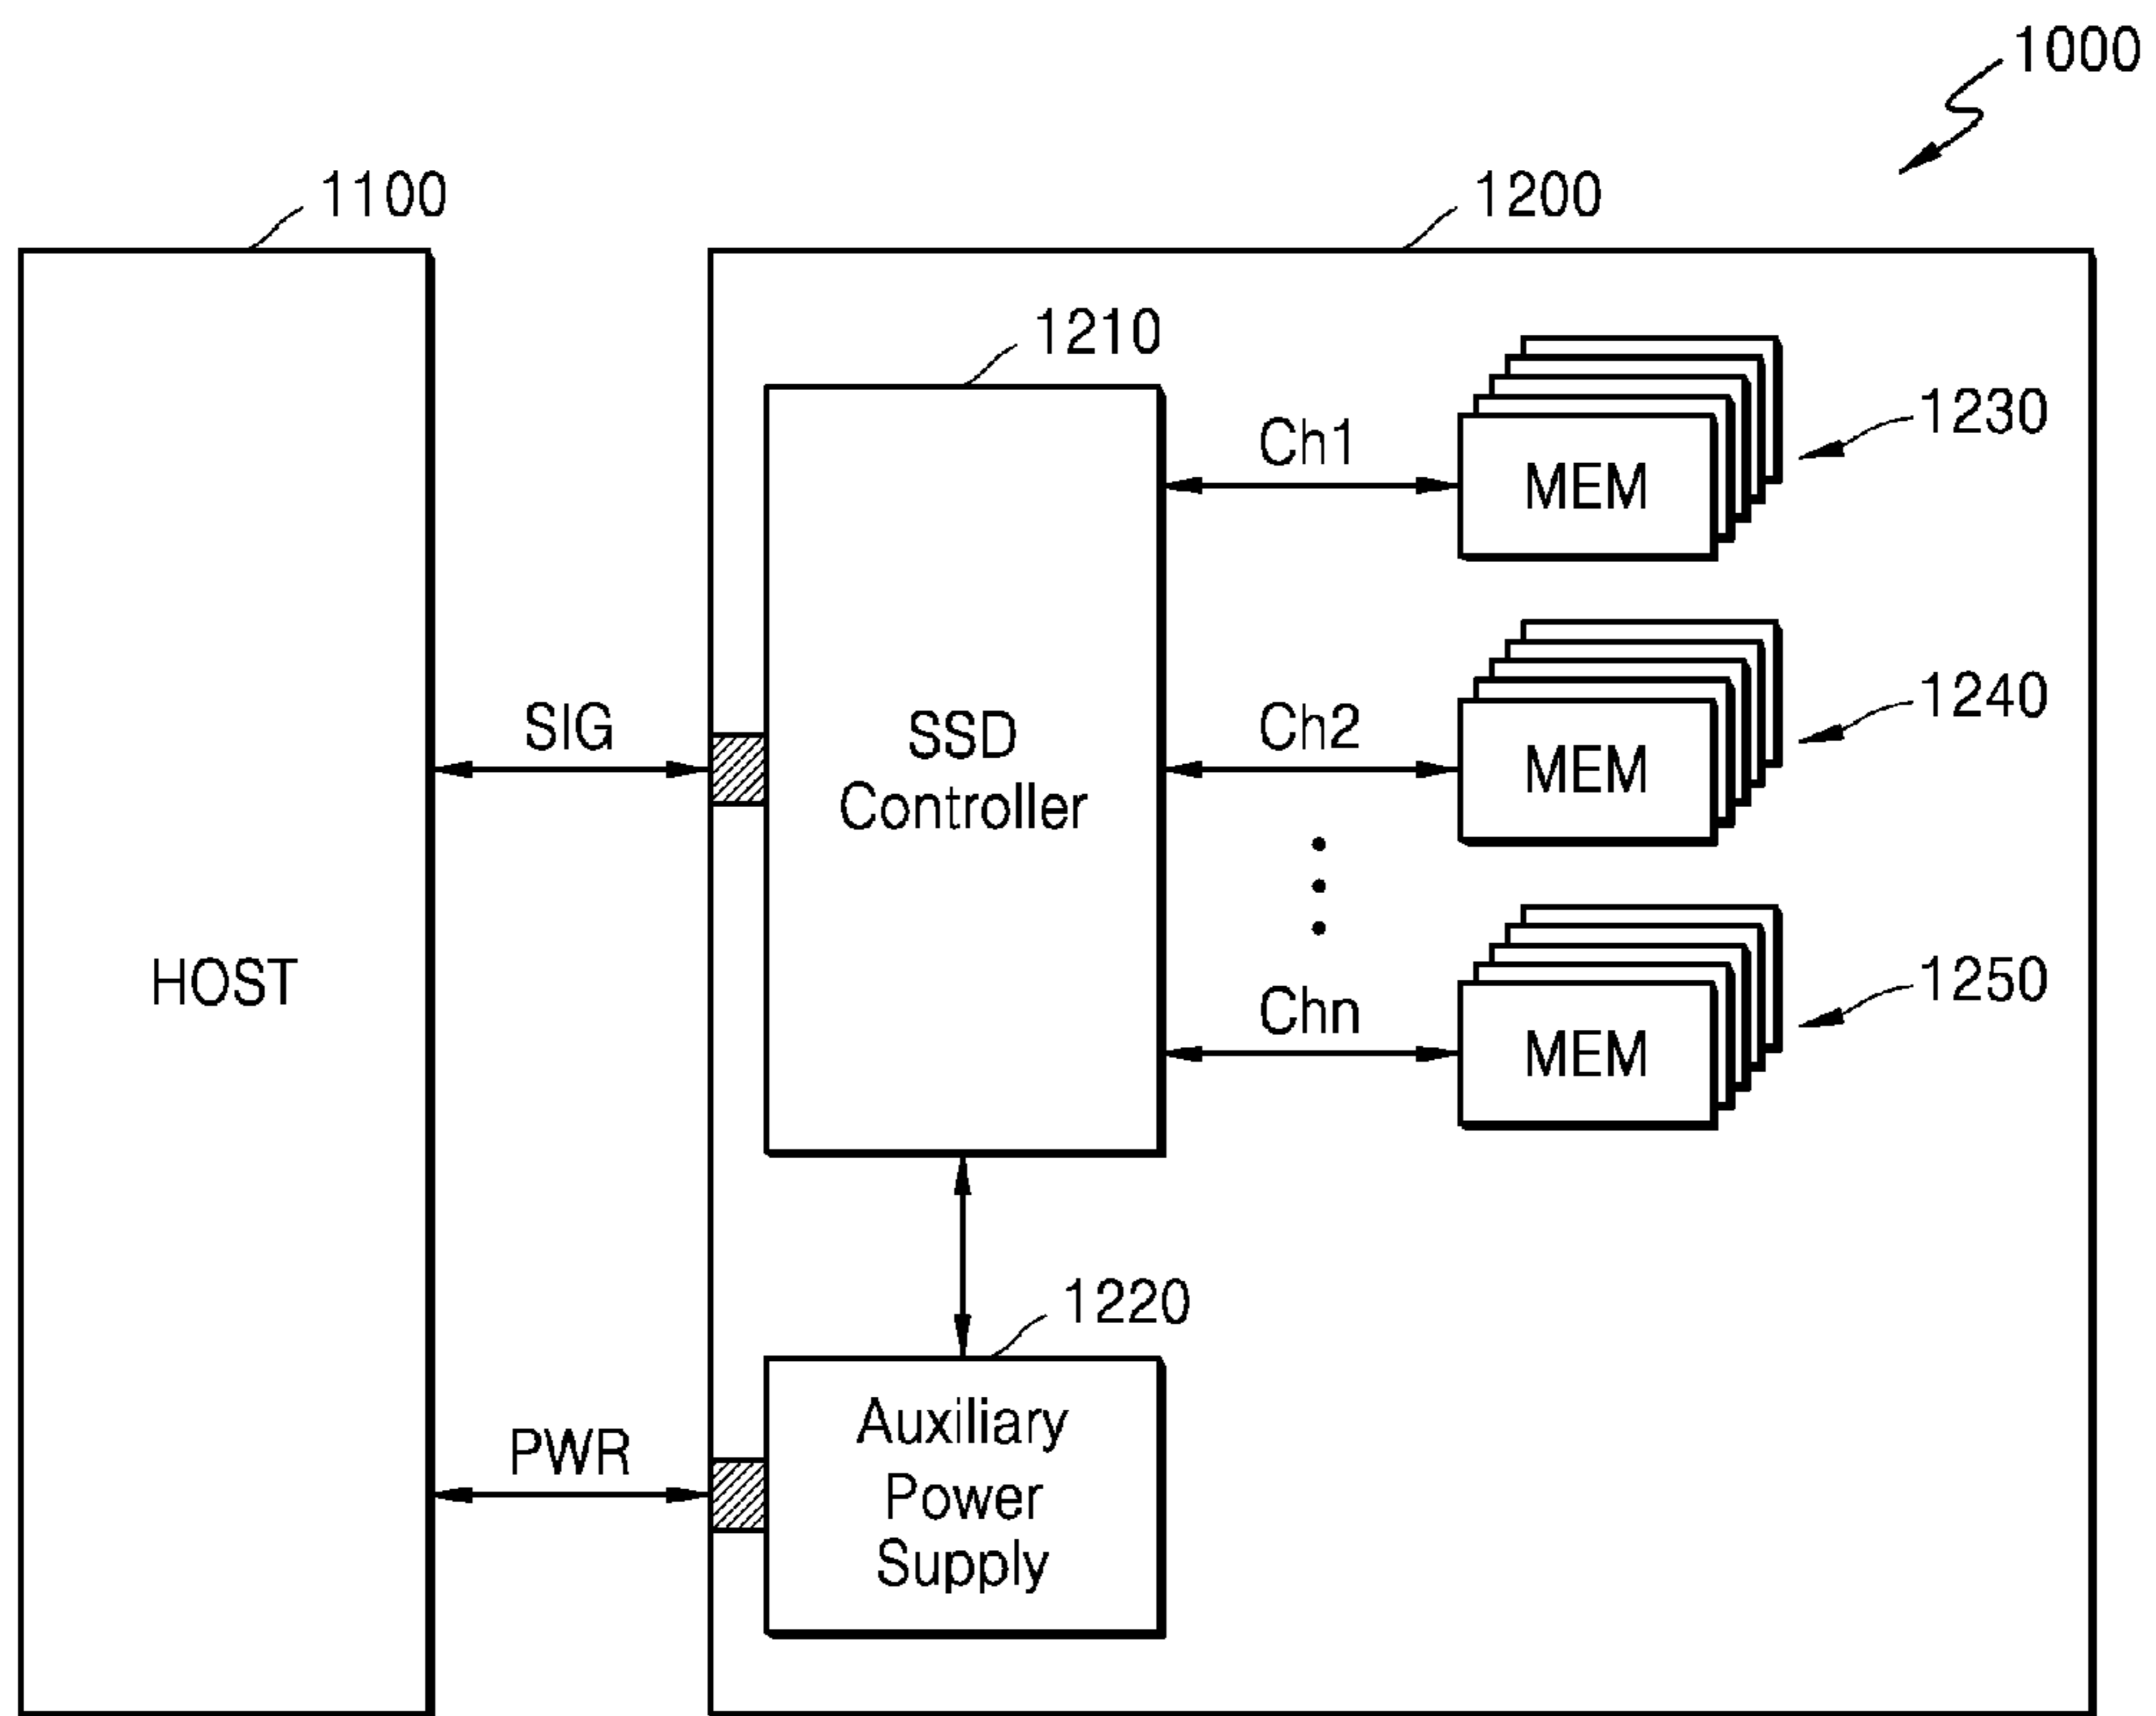 1000
1100
1200
1210
Ch1
MEM
1230
SIG
SSD
Controller
Ch2
MEM
1240
HOST
Chn
MEM
1250
1220
PWR
Auxiliary
Power
Supply